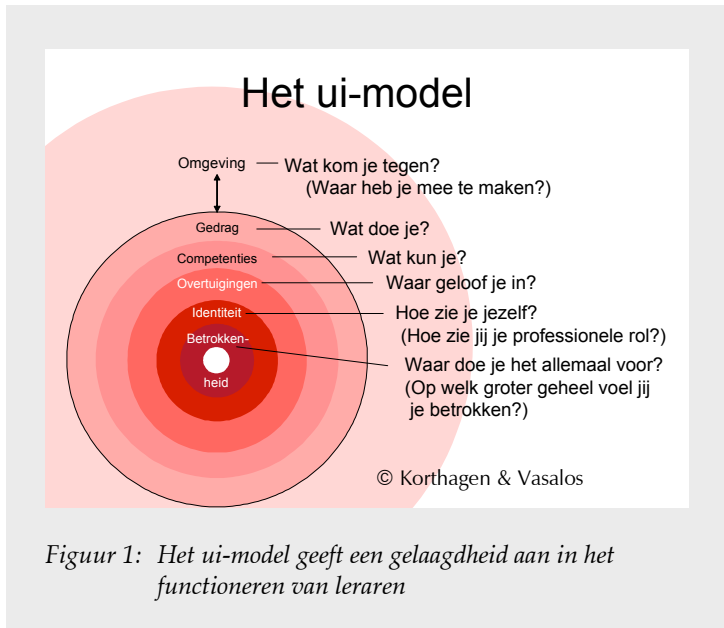 Het ui-model
Omgeving
Wat kom je tegen?
(Waar heb je mee te maken?)
Gedrag
Wat doe je?
Competenties
Wat kun je?
Overtuigingen
Waar geloof je in?
Identiteit
Hoe zie je jezelf?
(Hoe zie jij je professionele rol?)
Betrokken-
heid
Waar doe je het allemaal voor?
(Op welk groter geheel voel jij
je betrokken?)
© Korthagen & Vasalos
Figuur 1: Het ui-model geeft een gelaagdheid aan in het
functioneren van leraren